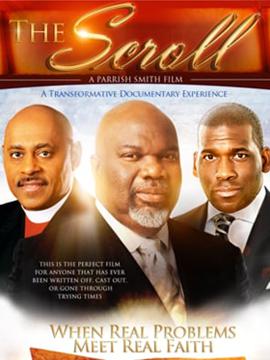 THE Scroll
A PARRISH SMITH FILM
A TRANSFORMATIVE DOCUMENTARY EXPERIENCE
THIS IS THE PERFECT FILM
FOR ANYONE THAT HAS EVER
BEEN WRITTEN OFF, CAST OUT,
OR GONE THROUGH
TRYING TIMES
WHEN REAL PROBLEMS
MEET REAL FAITH